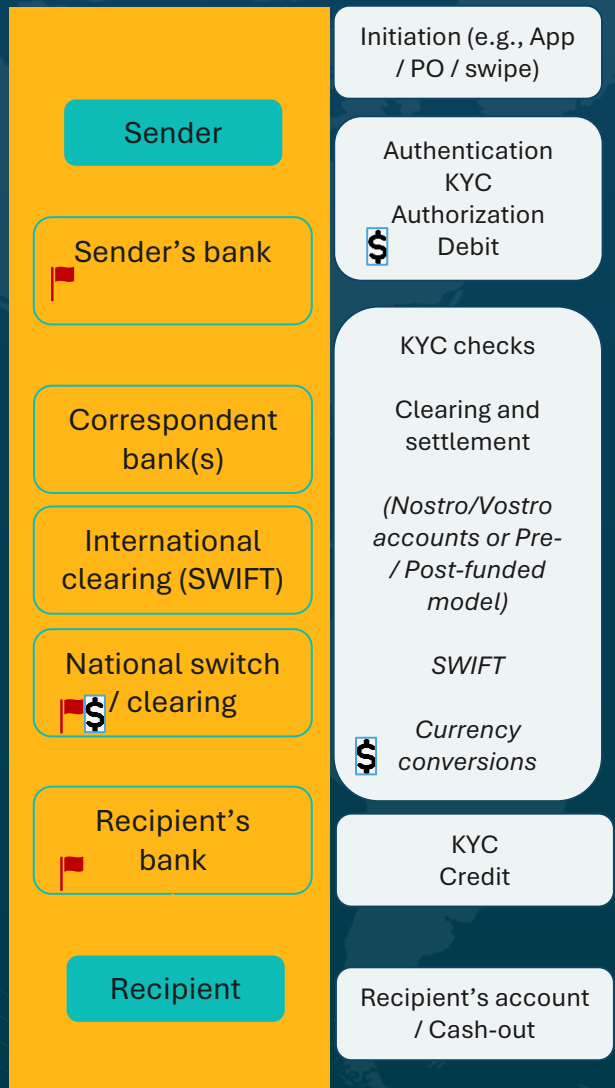 Initiation (e.g., App
/ PO / swipe)
Sender
Authentication
KYC
Authorization
$ Debit
Sender's bank
KYC checks
Clearing and
settlement
(Nostro/Vostro
accounts or Pre-
/ Post-funded
model)
SWIFT
$ Currency
conversions
Correspondent
bank(s)
International
clearing (SWIFT)
National switch
$ / clearing
Recipient's
bank
KYC
Credit
Recipient
Recipient's account
/ Cash-out